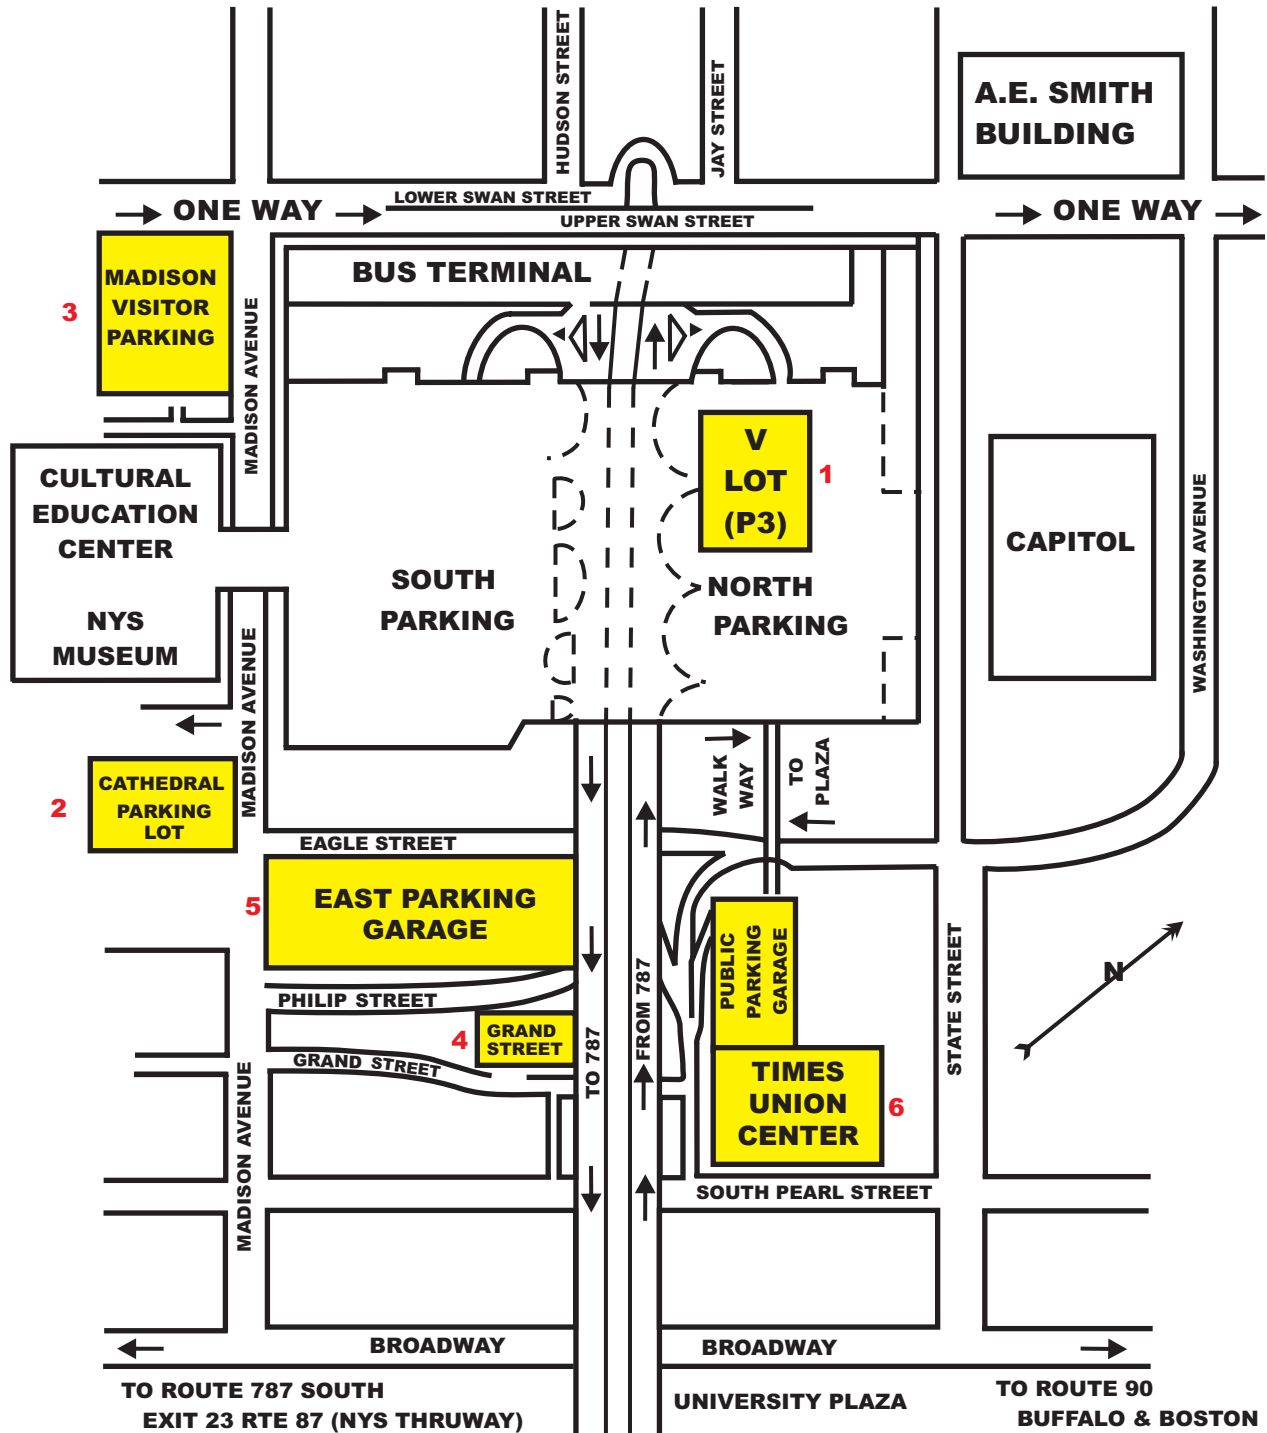 HUDSON STREET
JAY STREET
A.E. SMITH
BUILDING
LOWER SWAN STREET
ONE WAY
UPPER SWAN STREET
ONE WAY
BUS TERMINAL
MADISON
VISITOR
PARKING
3
MADISON AVENUE
V
LOT
(P3)
1
CULTURAL
EDUCATION
CENTER
NYS
MUSEUM
SOUTH
PARKING
NORTH
PARKING
CAPITOL
WASHINGTON AVENUE
MADISON AVENUE
CATHEDRAL
PARKING
LOT
2
WALK
WAY
TO
PLAZA
EAGLE STREET
5
EAST PARKING
GARAGE
PUBLIC
PARKING
GARAGE
STATE STREET
N
PHILIP STREET
4
GRAND
STREET
GRAND STREET
TO 787
FROM 787
TIMES
UNION
CENTER
6
MADISON AVENUE
SOUTH PEARL STREET
BROADWAY
BROADWAY
TO ROUTE 787 SOUTH
EXIT 23 RTE 87 (NYS THRUWAY)
UNIVERSITY PLAZA
TO ROUTE 90
BUFFALO & BOSTON